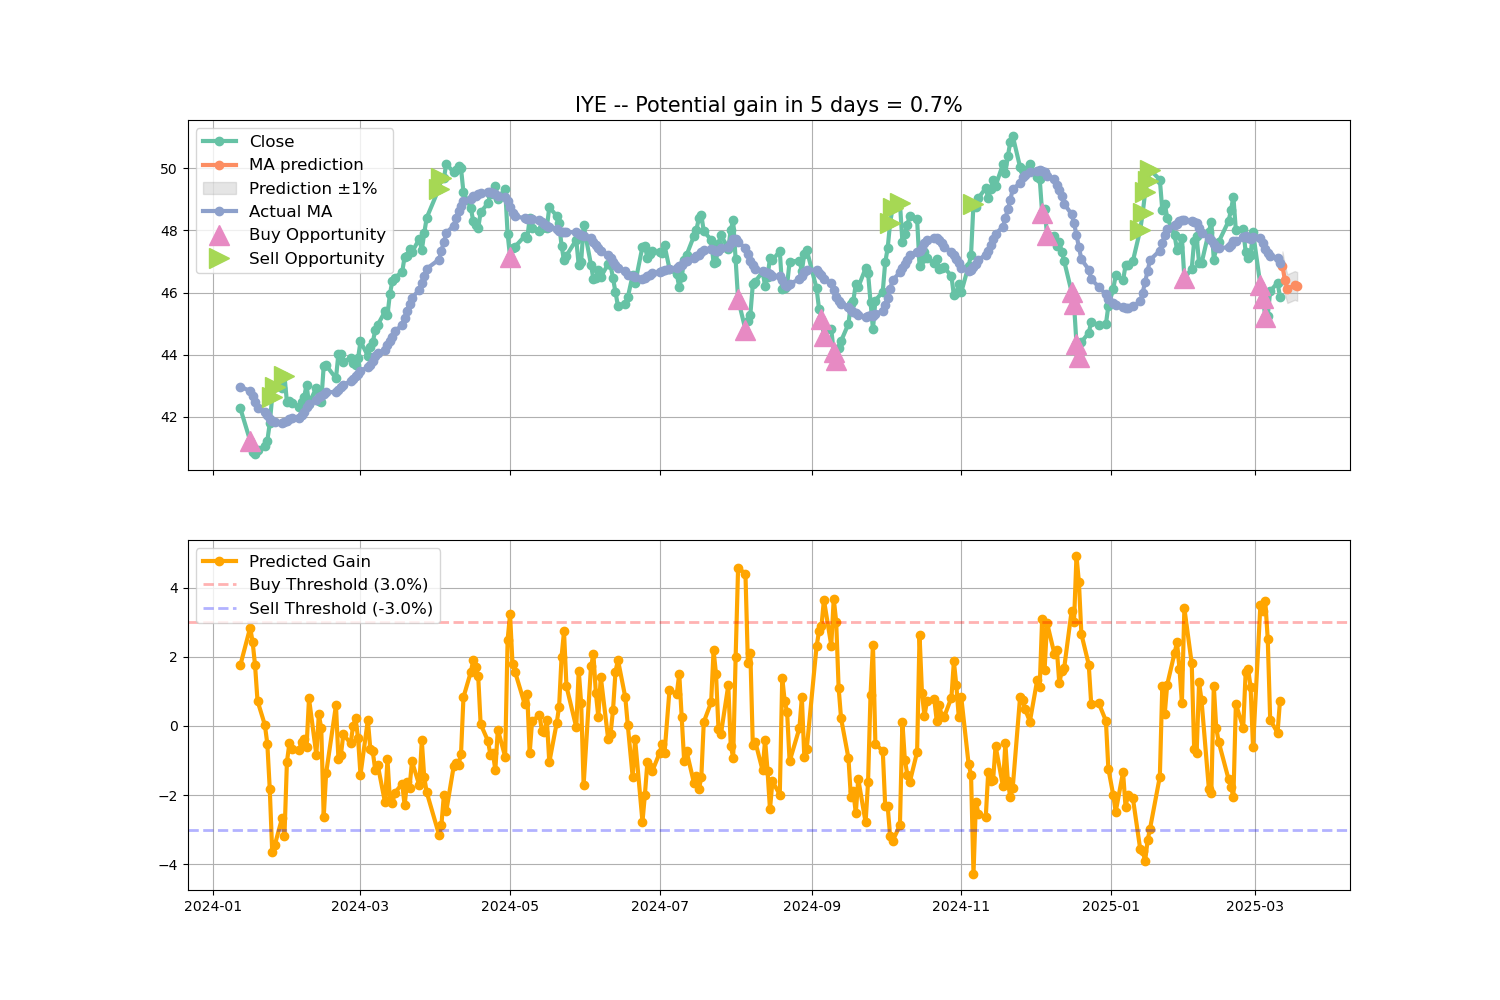 IYE -- Potential gain in 5 days = 0.7%
Close
MA prediction
Prediction ±1%
Actual MA
Buy Opportunity
Sell Opportunity
50
48
46
44
42
Predicted Gain
Buy Threshold (3.0%)
Sell Threshold (-3.0%)
4
2
0
−2
−4
2024-01 2024-03 2024-05 2024-07 2024-09 2024-11 2025-01 2025-03